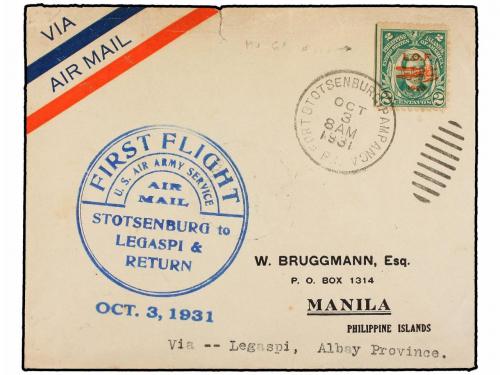 VIA
AIR MAIL
2 2
CENTAVOS
FORT STOTSENBURG, PAMPANGA
OCT
3
8 AM
1931
P.I.
FIRST FLIGHT
U.S. AIR ARMY SERVICE
AIR
MAIL
STOTSENBURG to
LEGASPI &
RETURN
OCT. 3, 1931
W. BRUGGMANN, Esq.
P. O. BOX 1314
MANILA
PHILIPPINE ISLANDS
Via -- Legaspi, Albay Province.